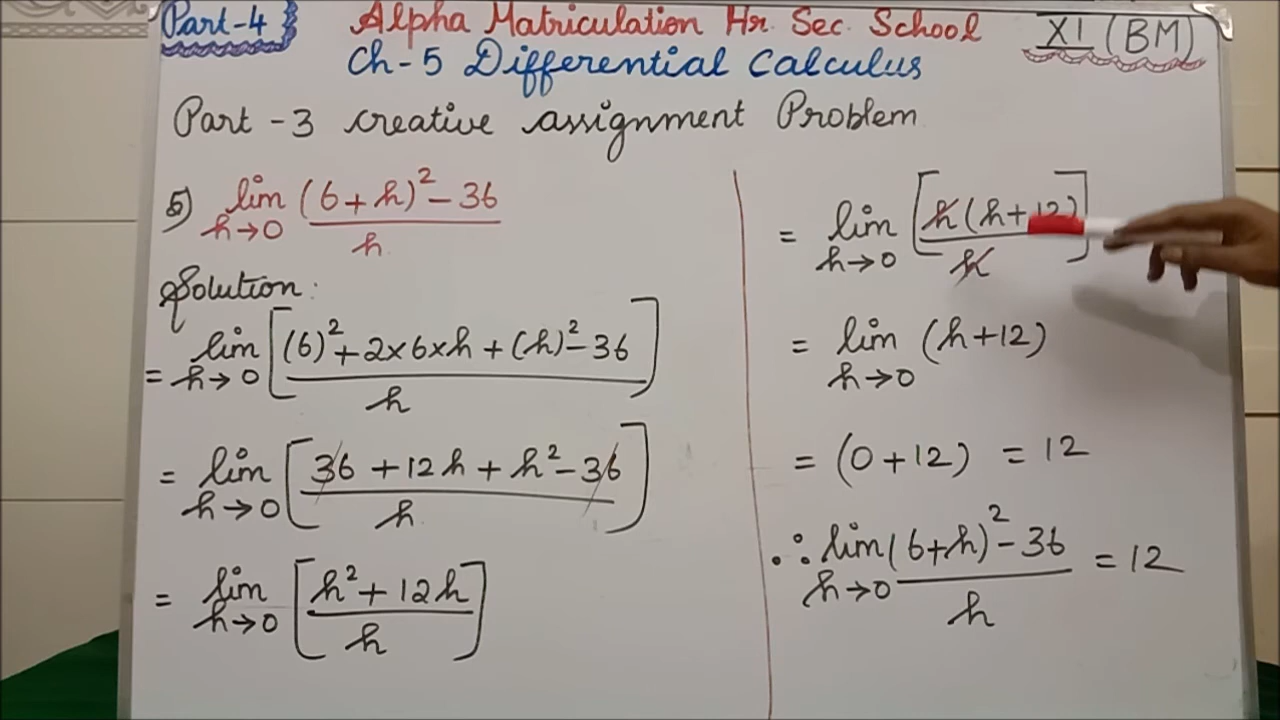 Part-4 Alpha Matriculation Hr. Sec. School XI (BM)
Ch-5 Differential Calculus
Part -3 creative assignment Problem
5) lim h→0 (6+h)² - 36 / h
Solution:
= lim h→0 [(6)² + 2×6×h + (h)² - 36 / h]
= lim h→0 [36 + 12h + h² - 36 / h]
= lim h→0 [h² + 12h / h]
= lim h→0 [h(h+12) / h]
= lim h→0 (h+12)
= (0+12) = 12
∴ lim h→0 (6+h)² - 36 / h = 12